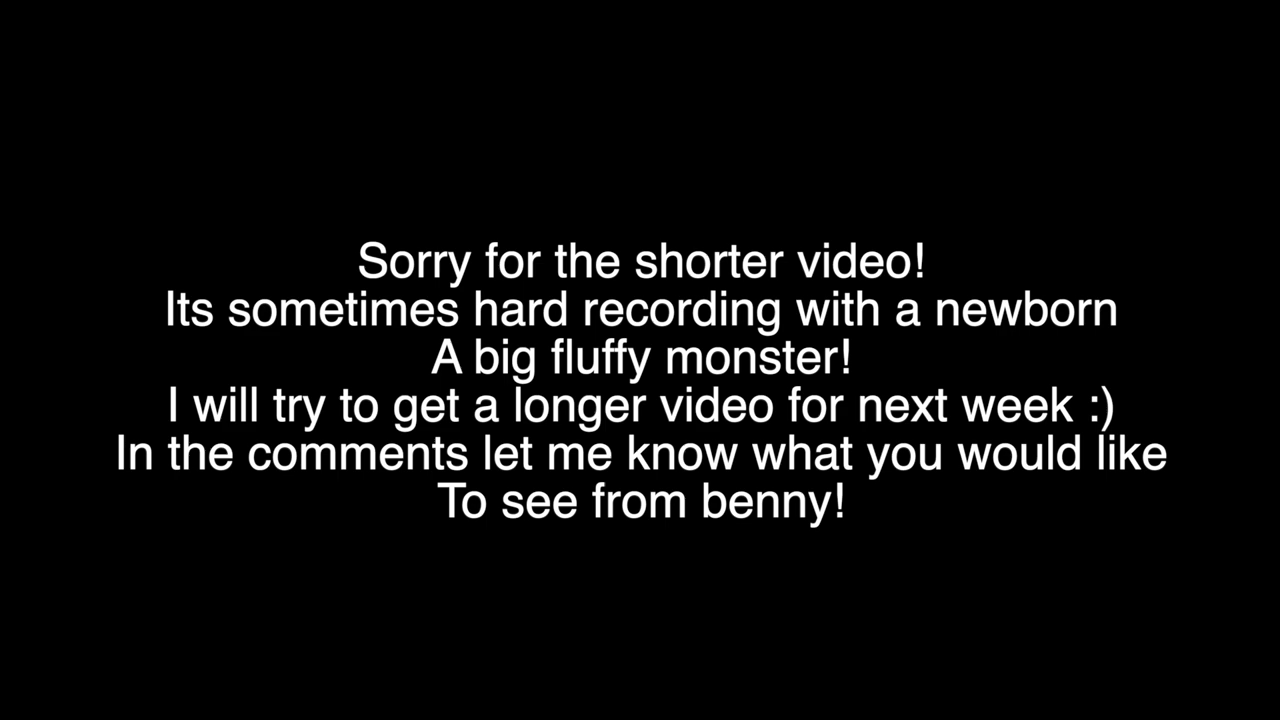 Sorry for the shorter video!
Its sometimes hard recording with a newborn
A big fluffy monster!
I will try to get a longer video for next week :)
In the comments let me know what you would like
To see from benny!